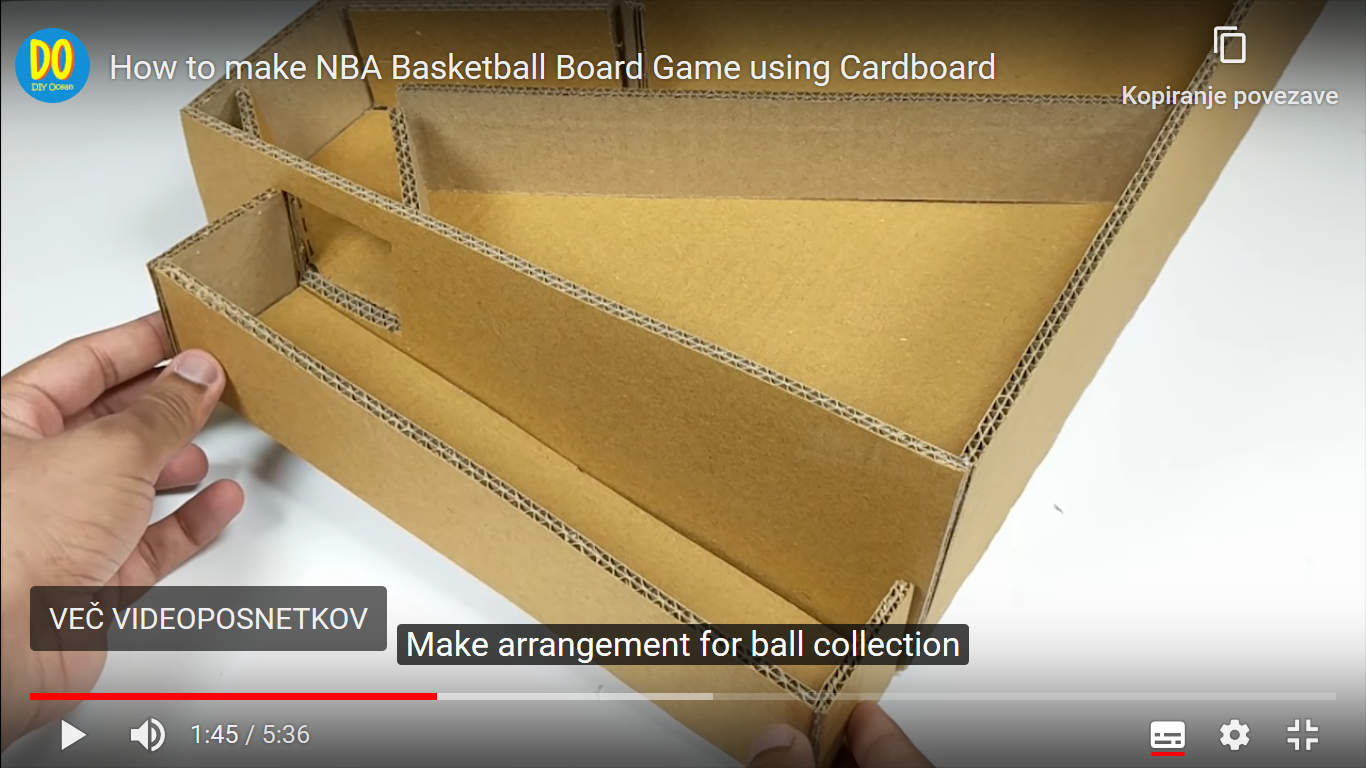 DO
DIY Ocean
How to make NBA Basketball Board Game using Cardboard
Kopiranje povezave
VEČ VIDEOPOSNETKOV
Make arrangement for ball collection
1:45 / 5:36